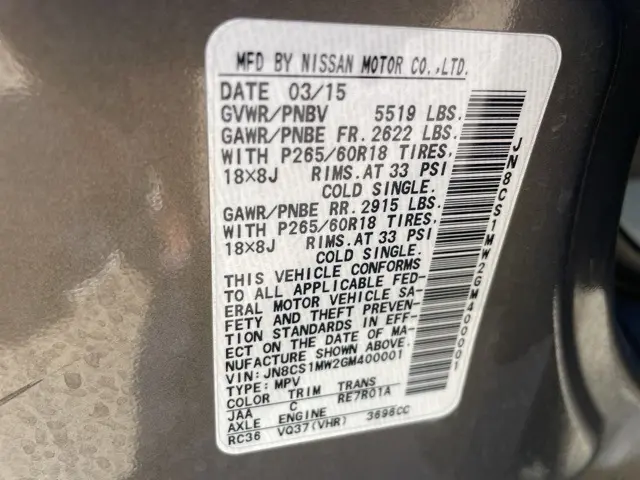 MFD BY NISSAN MOTOR CO.,LTD.
DATE 03/15
GVWR/PNBV 5519 LBS.
GAWR/PNBE FR. 2622 LBS.
WITH P265/60R18 TIRES,
18×8J RIMS.AT 33 PSI
COLD SINGLE.
GAWR/PNBE RR. 2915 LBS.
WITH P265/60R18 TIRES,
18×8J RIMS.AT 33 PSI
COLD SINGLE.
THIS VEHICLE CONFORMS
TO ALL APPLICABLE FED-
ERAL MOTOR VEHICLE SA-
FETY AND THEFT PREVEN-
TION STANDARDS IN EFF-
ECT ON THE DATE OF MA-
NUFACTURE SHOWN ABOVE.
VIN: JN8CS1MW2GM400001
TYPE: MPV
COLOR TRIM TRANS
JAA C RE7R01A
AXLE ENGINE
RC36 VQ37(VHR) 3696CC
JN8CS1MW2GM400001